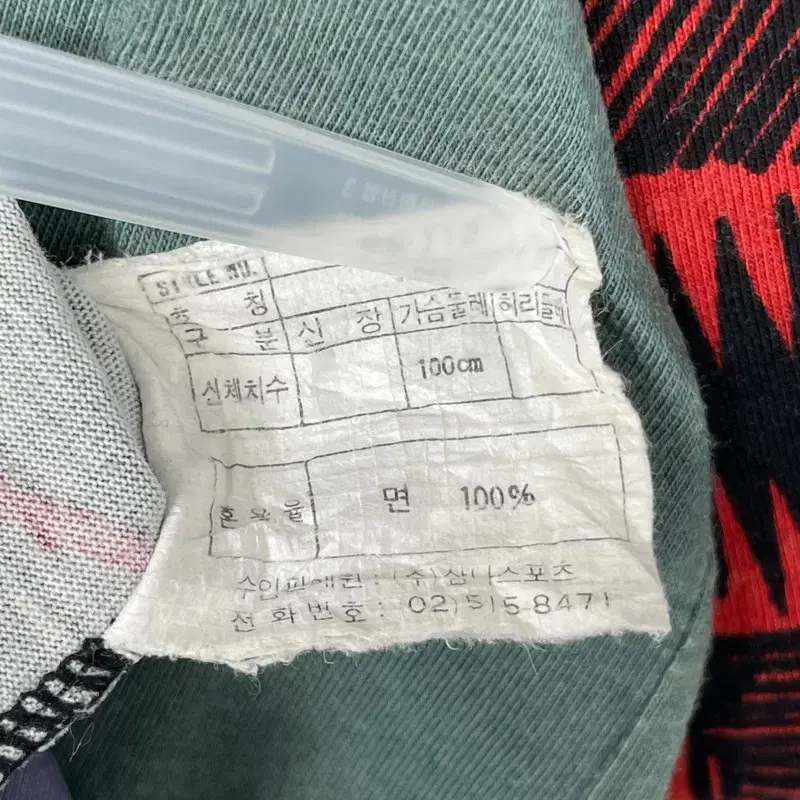 STYLE NO.
호 칭
구 분 신 장 가슴둘레 허리둘레
신체치수 100cm
혼 용 율 면 100%
수입판매원 : (주)삼나스포츠
전 화 번 호 : 02)515-8471